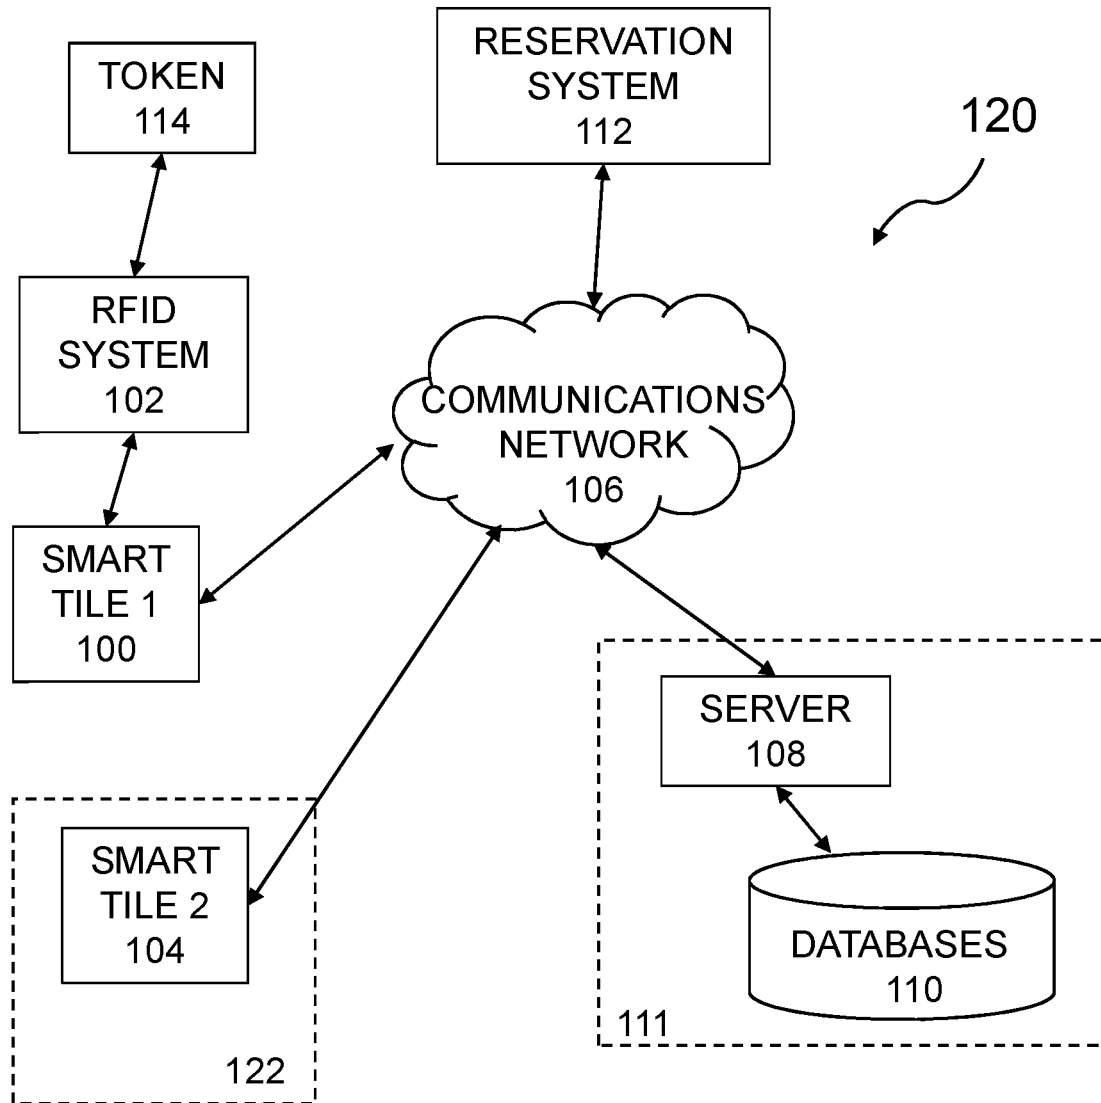 TOKEN
114
RESERVATION
SYSTEM
112
120
RFID
SYSTEM
102
COMMUNICATIONS
NETWORK
106
SMART
TILE 1
100
SERVER
108
SMART
TILE 2
104
DATABASES
110
111
122